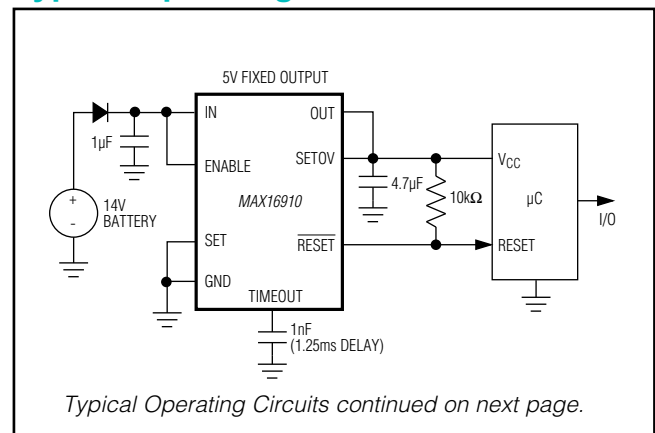 5V FIXED OUTPUT
IN
OUT
1µF
ENABLE
SETOV
VCC
4.7µF
10kΩ
µC
MAX16910
+
-
14V
BATTERY
I/O
SET
RESET
RESET
GND
TIMEOUT
1nF
(1.25ms DELAY)
Typical Operating Circuits continued on next page.